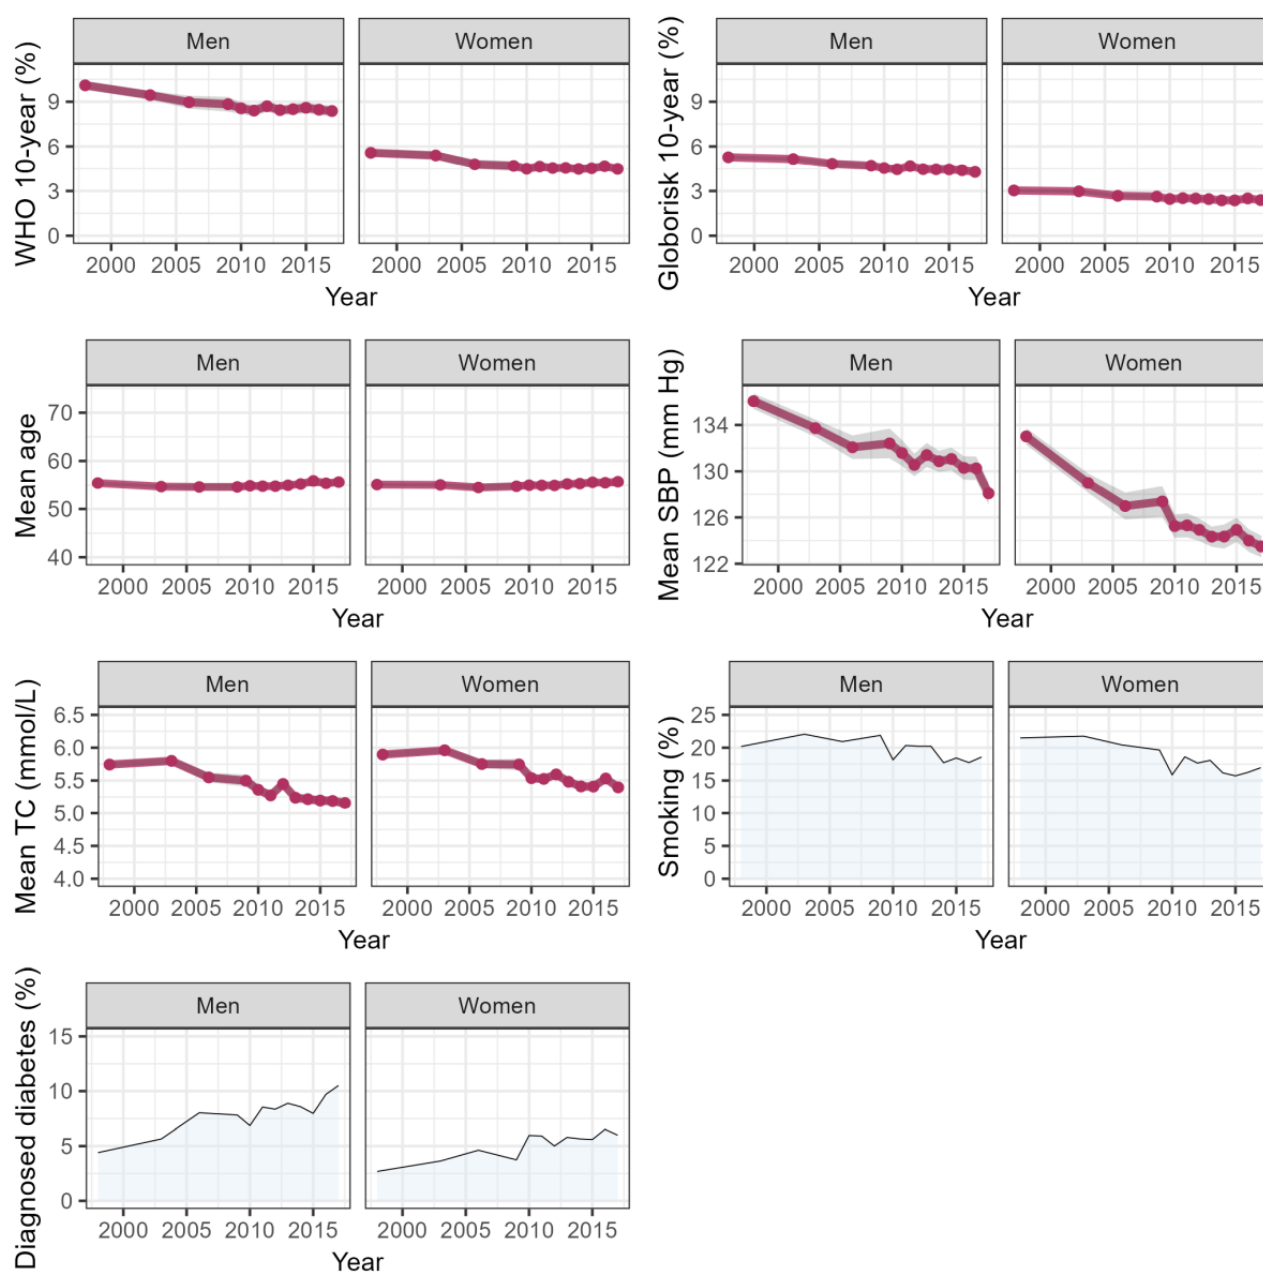 WHO 10-year (%)
Men
Women
9
6
3
0
2000 2005 2010 2015
2000 2005 2010 2015
Year
Globorisk 10-year (%)
Men
Women
9
6
3
0
2000 2005 2010 2015
2000 2005 2010 2015
Year
Mean age
Men
Women
70
60
50
40
2000 2005 2010 2015
2000 2005 2010 2015
Year
Mean SBP (mm Hg)
Men
Women
134
130
126
122
2000 2005 2010 2015
2000 2005 2010 2015
Year
Mean TC (mmol/L)
Men
Women
6.5
6.0
5.5
5.0
4.5
4.0
2000 2005 2010 2015
2000 2005 2010 2015
Year
Smoking (%)
Men
Women
25
20
15
10
5
0
2000 2005 2010 2015
2000 2005 2010 2015
Year
Diagnosed diabetes (%)
Men
Women
15
10
5
0
2000 2005 2010 2015
2000 2005 2010 2015
Year